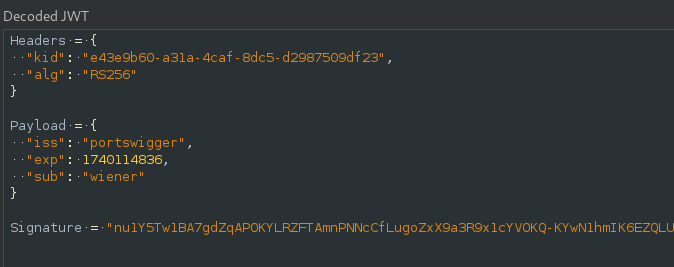 Decoded JWT
Headers = {
  "kid": "e43e9b60-a31a-4caf-8dc5-d2987509df23",
  "alg": "RS256"
}
Payload = {
  "iss": "portswigger",
  "exp": 1740114836,
  "sub": "wiener"
}
Signature = "nu1Y5Tw1BA7gdZqAPOKYLRZFTAmnPNNcCfLugoZxX9a3R9x1cYVOKQ-KYwN1hmIK6EZQLU